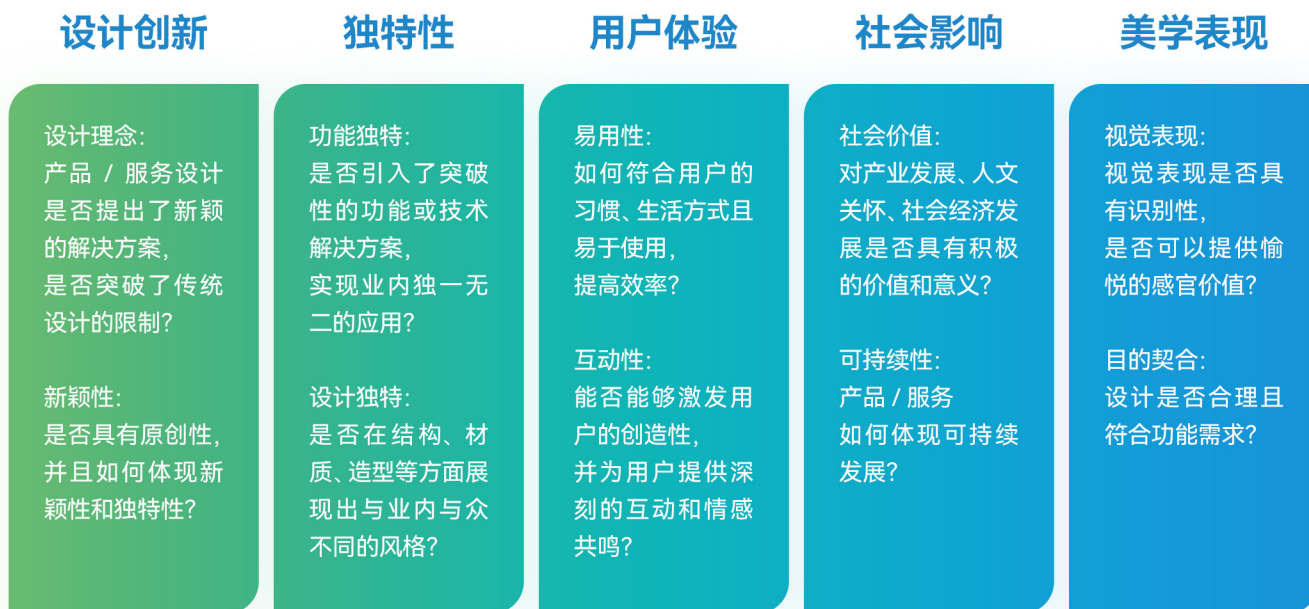 设计创新
设计理念：
产品 / 服务设计
是否提出了新颖
的解决方案，
是否突破了传统
设计的限制？
新颖性：
是否具有原创性，
并且如何体现新
颖性和独特性？
独特性
功能独特：
是否引入了突破
性的功能或技术
解决方案，
实现业内独一无
二的应用？
设计独特：
是否在结构、材
质、造型等方面展
现出与业内与众
不同的风格？
用户体验
易用性：
如何符合用户的
习惯、生活方式且
易于使用，
提高效率？
互动性：
能否能够激发用
户的创造性，
并为用户提供深
刻的互动和情感
共鸣？
社会影响
社会价值：
对产业发展、人文
关怀、社会经济发
展是否具有积极
的价值和意义？
可持续性：
产品 / 服务
如何体现可持续
发展？
美学表现
视觉表现：
视觉表现是否具
有识别性，
是否可以提供愉
悦的感官价值？
目的契合：
设计是否合理且
符合功能需求？